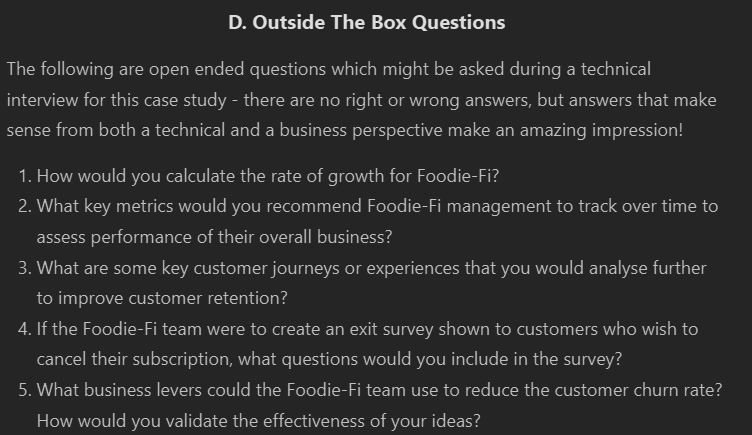 D. Outside The Box Questions
The following are open ended questions which might be asked during a technical
interview for this case study - there are no right or wrong answers, but answers that make
sense from both a technical and a business perspective make an amazing impression!
1. How would you calculate the rate of growth for Foodie-Fi?
2. What key metrics would you recommend Foodie-Fi management to track over time to
assess performance of their overall business?
3. What are some key customer journeys or experiences that you would analyse further
to improve customer retention?
4. If the Foodie-Fi team were to create an exit survey shown to customers who wish to
cancel their subscription, what questions would you include in the survey?
5. What business levers could the Foodie-Fi team use to reduce the customer churn rate?
How would you validate the effectiveness of your ideas?